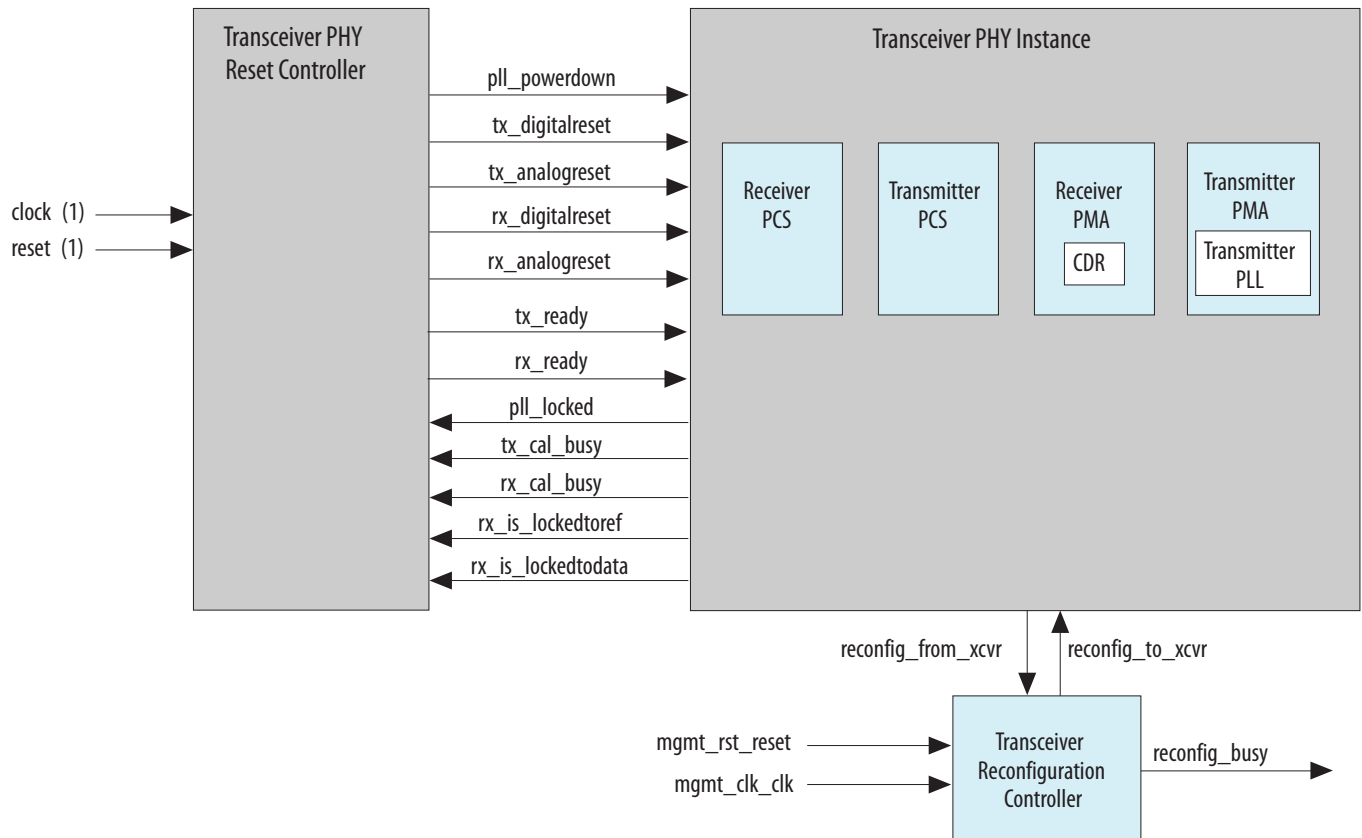 Transceiver PHY
Reset Controller
Transceiver PHY Instance
pll_powerdown
tx_digitalreset
tx_analogreset
rx_digitalreset
rx_analogreset
tx_ready
rx_ready
pll_locked
tx_cal_busy
rx_cal_busy
rx_is_lockedtoref
rx_is_lockedtodata
clock (1)
reset (1)
Receiver
PCS
Transmitter
PCS
Receiver
PMA
CDR
Transmitter
PMA
Transmitter
PLL
reconfig_from_xcvr
reconfig_to_xcvr
mgmt_rst_reset
mgmt_clk_clk
Transceiver
Reconfiguration
Controller
reconfig_busy